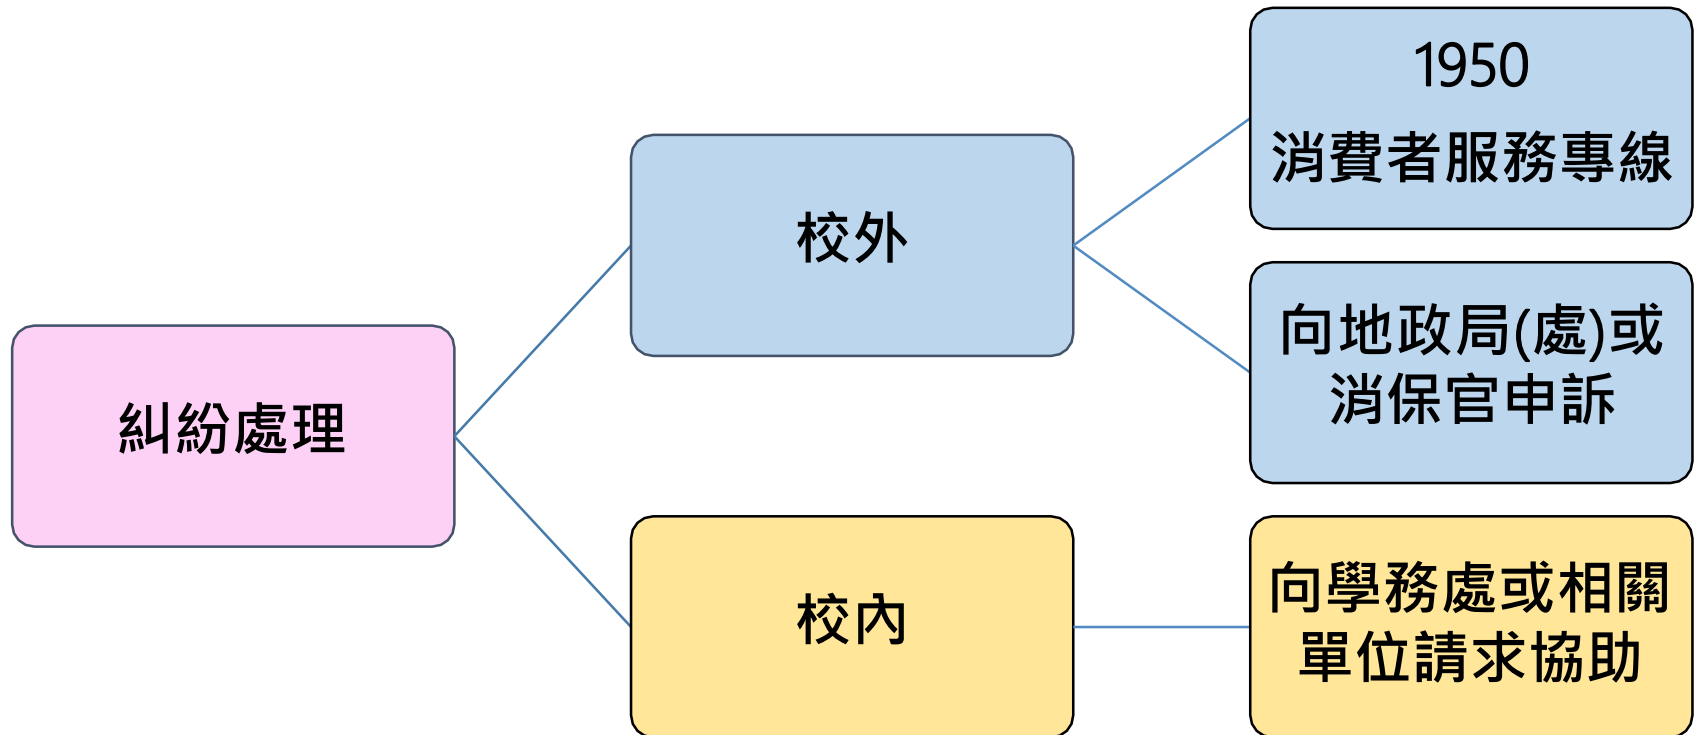 糾紛處理
校外
1950
消費者服務專線
向地政局(處)或
消保官申訴
校內
向學務處或相關
單位請求協助